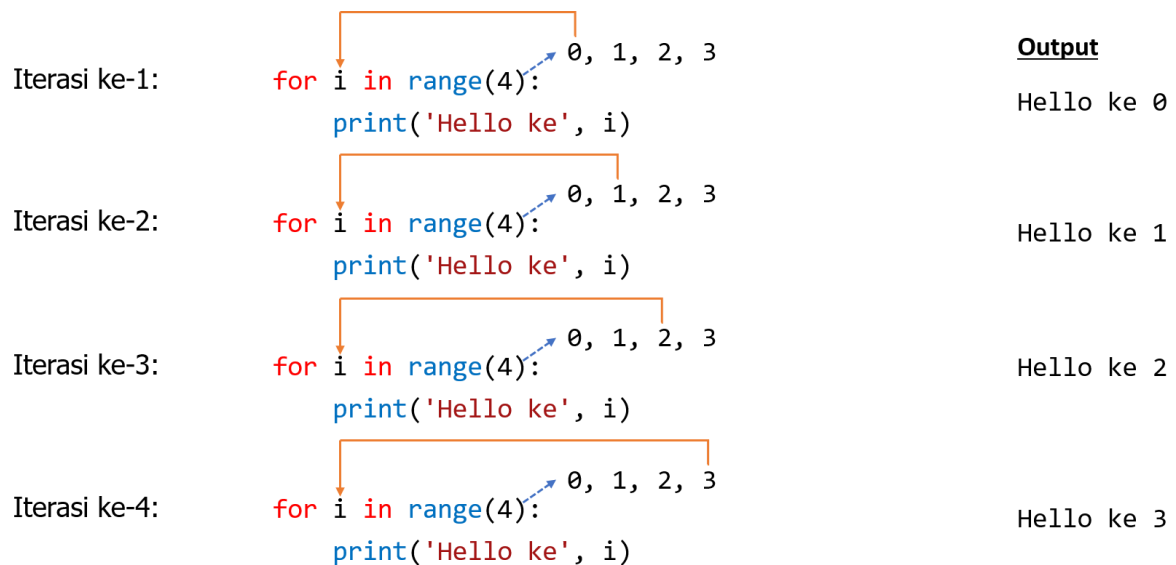 0, 1, 2, 3
Output
Iterasi ke-1:
for i in range(4):
Hello ke 0
print('Hello ke', i)
0, 1, 2, 3
Iterasi ke-2:
for i in range(4):
Hello ke 1
print('Hello ke', i)
0, 1, 2, 3
Iterasi ke-3:
for i in range(4):
Hello ke 2
print('Hello ke', i)
0, 1, 2, 3
Iterasi ke-4:
for i in range(4):
Hello ke 3
print('Hello ke', i)